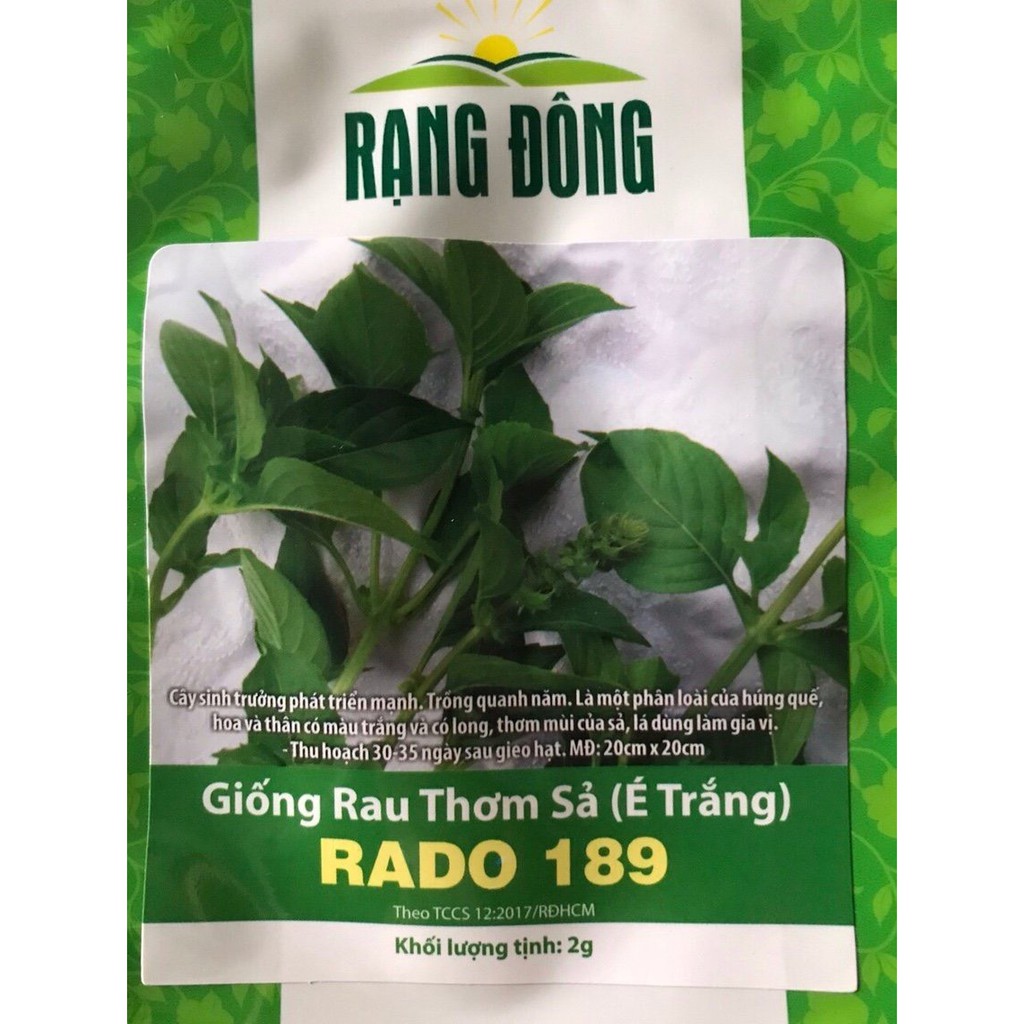 RẠNG ĐÔNG
Cây sinh trưởng phát triển mạnh. Trồng quanh năm. Là một phân loài của húng quế,
hoa và thân có màu trắng và có long, thơm mùi của sả, lá dùng làm gia vị.
- Thu hoạch 30-35 ngày sau gieo hạt. MĐ: 20cm x 20cm
Giống Rau Thơm Sả (É Trắng)
RADO 189
Theo TCCS 12:2017/RĐHCM
Khối lượng tịnh: 2g